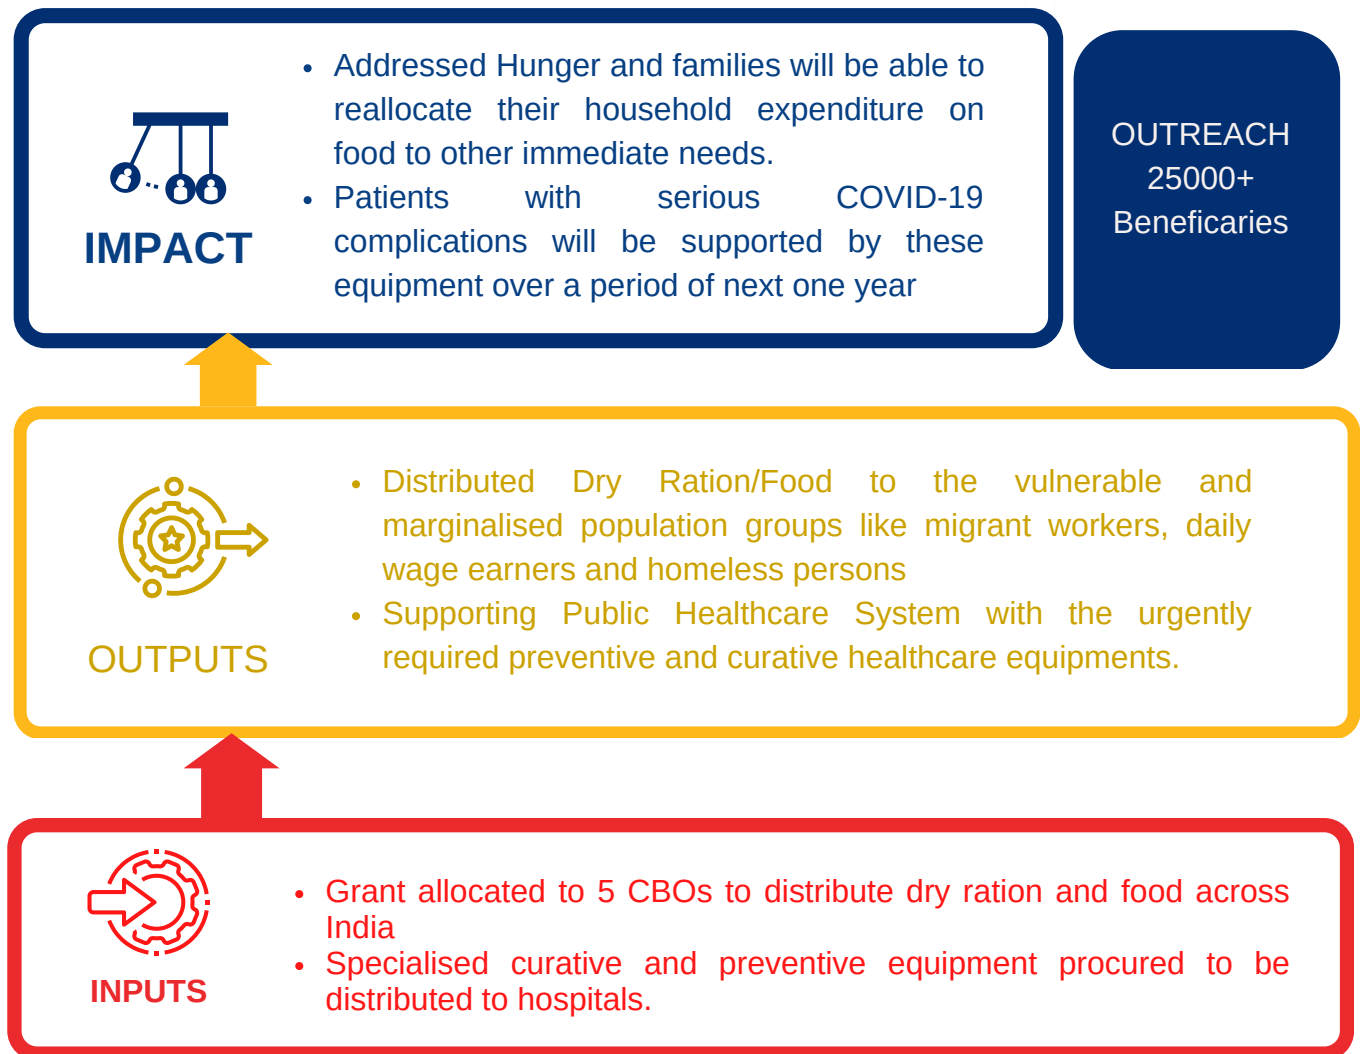 • Addressed Hunger and families will be able to
reallocate their household expenditure on
food to other immediate needs.
• Patients with serious COVID-19
complications will be supported by these
equipment over a period of next one year
IMPACT
OUTREACH
25000+
Beneficaries
• Distributed Dry Ration/Food to the vulnerable and
marginalised population groups like migrant workers, daily
wage earners and homeless persons
• Supporting Public Healthcare System with the urgently
required preventive and curative healthcare equipments.
OUTPUTS
• Grant allocated to 5 CBOs to distribute dry ration and food across
India
• Specialised curative and preventive equipment procured to be
distributed to hospitals.
INPUTS